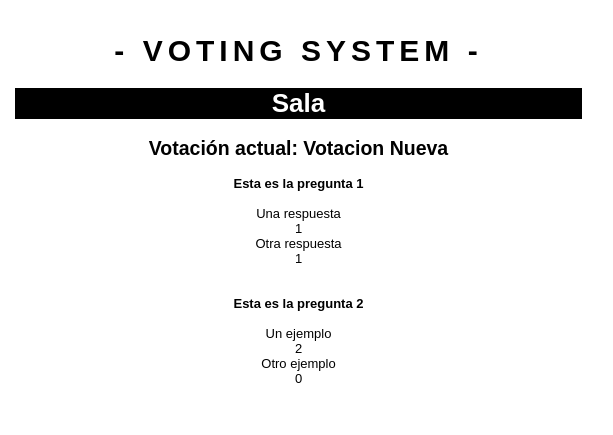 - VOTING SYSTEM -
Sala
Votación actual: Votacion Nueva
Esta es la pregunta 1
Una respuesta
1
Otra respuesta
1
Esta es la pregunta 2
Un ejemplo
2
Otro ejemplo
0